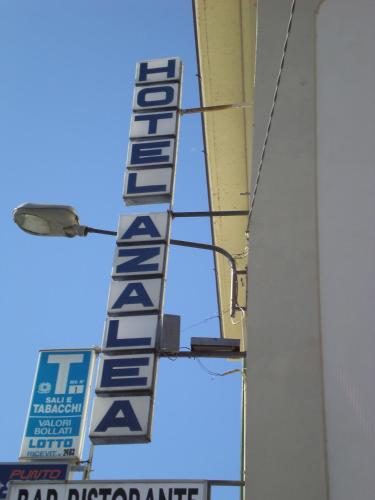 HOTEL AZALEA
T
SALI E
TABACCHI
VALORI
BOLLATI
LOTTO
PUNTO
BAR RISTORANTE